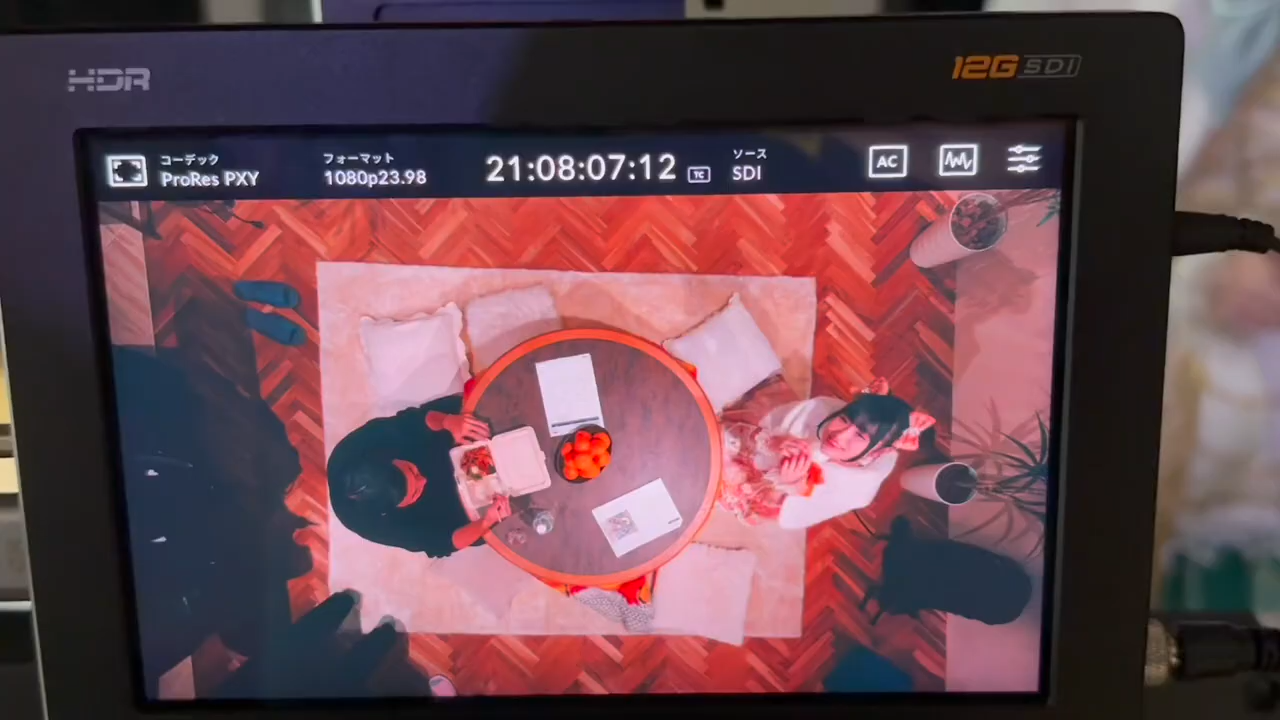 HDR
12G SDI
コーデック
ProRes PXY
フォーマット
1080p23.98
21:08:07:12
TC
ソース
SDI
AC